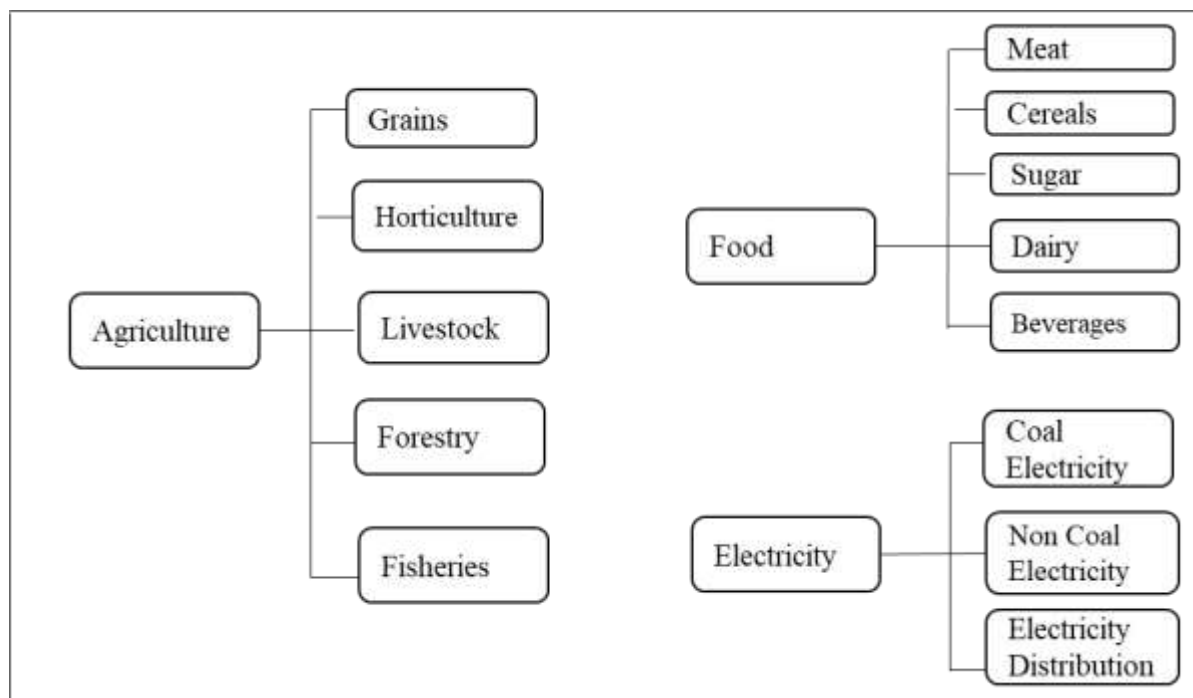 Agriculture
Grains
Horticulture
Livestock
Forestry
Fisheries
Food
Meat
Cereals
Sugar
Dairy
Beverages
Electricity
Coal
Electricity
Non Coal
Electricity
Electricity
Distribution